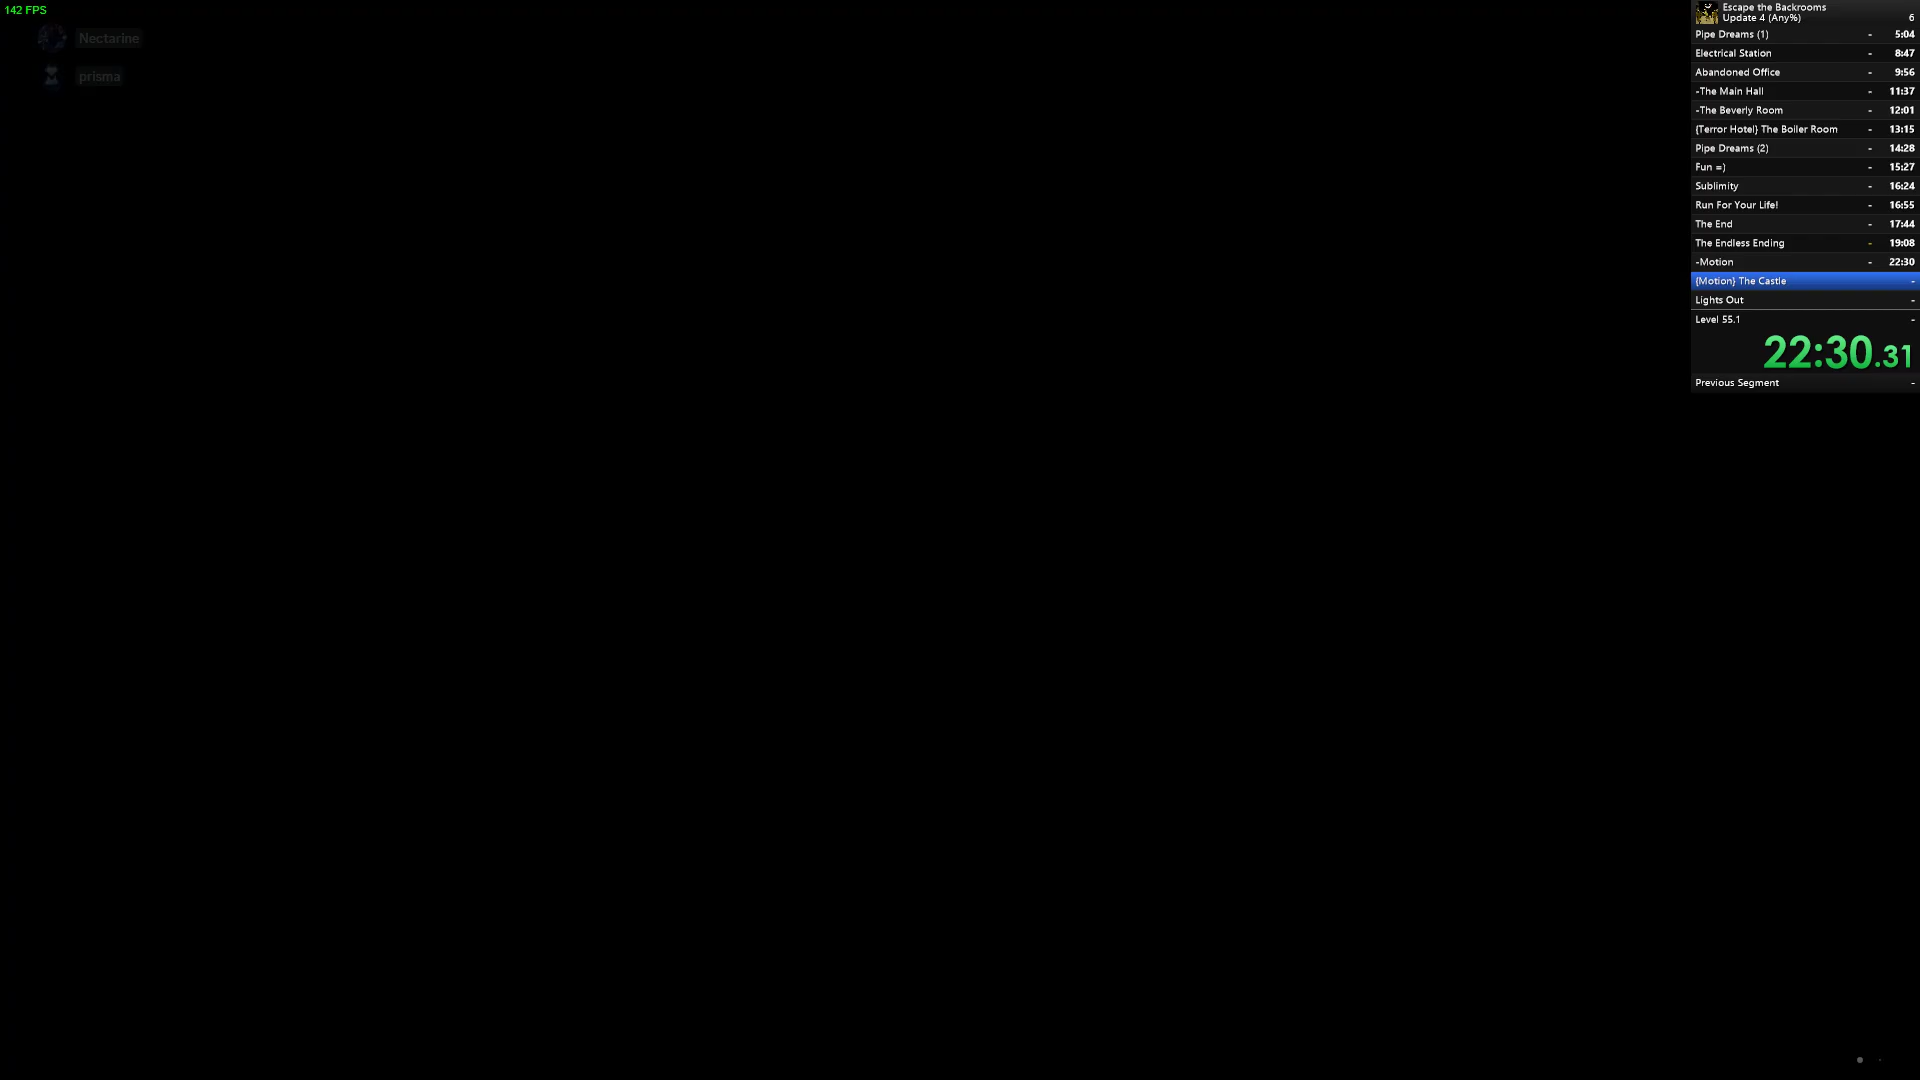 142 FPS
Nectarine
prisma
Escape the Backrooms
Update 4 (Any%) 6
Pipe Dreams (1) - 5:04
Electrical Station - 8:47
Abandoned Office - 9:56
-The Main Hall - 11:37
-The Beverly Room - 12:01
{Terror Hotel} The Boiler Room - 13:15
Pipe Dreams (2) - 14:28
Fun =) - 15:27
Sublimity - 16:24
Run For Your Life! - 16:55
The End - 17:44
The Endless Ending - 19:08
-Motion - 22:30
{Motion} The Castle -
Lights Out -
Level 55.1 -
22:30.31
Previous Segment -